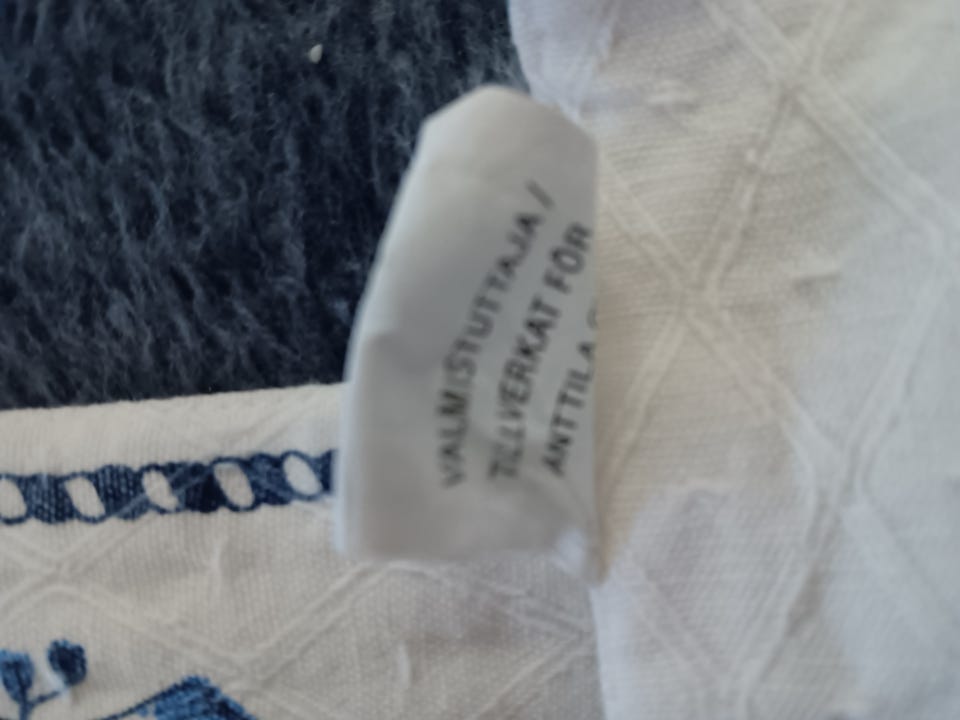 VALMISTUTTAJA /
TILLVERKAT FÖR
ANTTILA